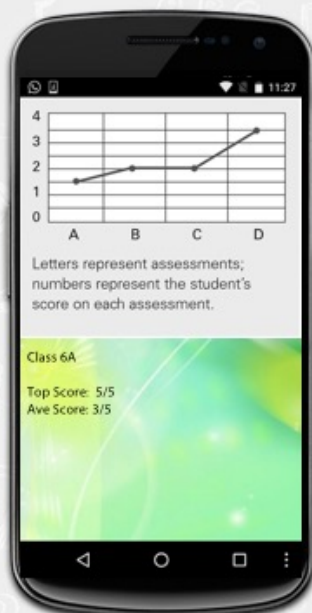 11:27
4
3
2
1
0
A B C D
Letters represent assessments;
numbers represent the student's
score on each assessment.
Class 6A
Top Score: 5/5
Ave Score: 3/5